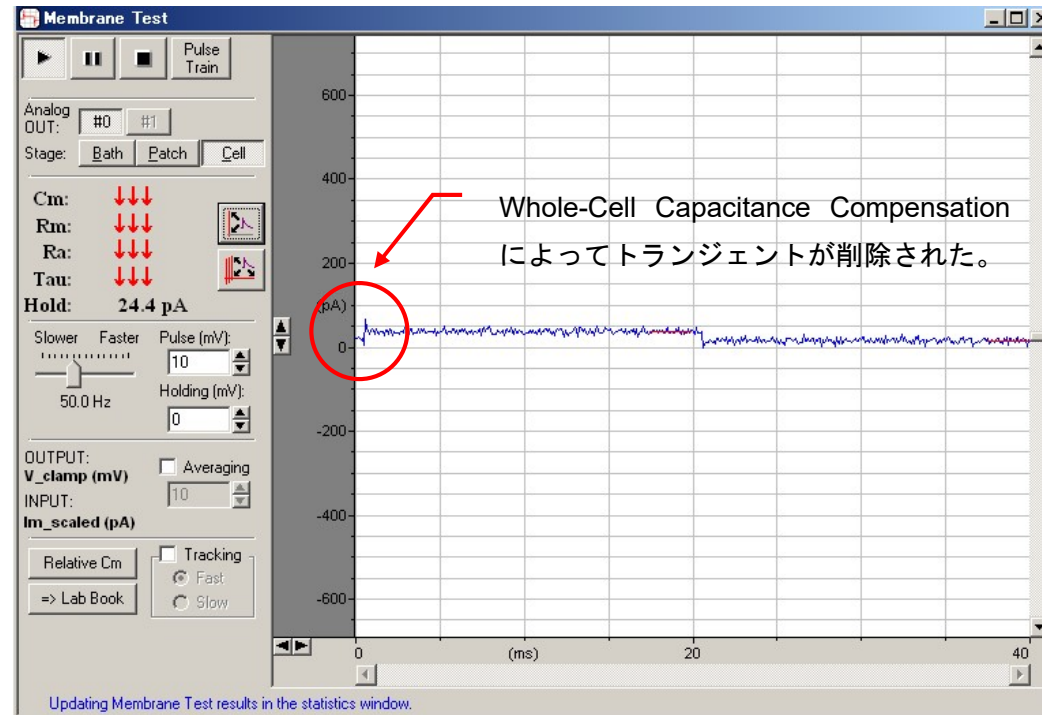 Membrane Test
Pulse
Train
Analog
OUT:
#0
#1
Stage:
Bath
Patch
Cell
Cm: ↓↓↓
Rm: ↓↓↓
Ra: ↓↓↓
Tau: ↓↓↓
Hold: 24.4 pA
Slower Faster
50.0 Hz
Pulse (mV):
10
Holding (mV):
0
OUTPUT:
V_clamp (mV)
INPUT:
Im_scaled (pA)
Averaging
10
Relative Cm
=> Lab Book
Tracking
Fast
Slow
600
400
200
(pA)
0
-200
-400
-600
Whole-Cell Capacitance Compensation
によってトランジェントが削除された。
0 (ms) 20 40
Updating Membrane Test results in the statistics window.